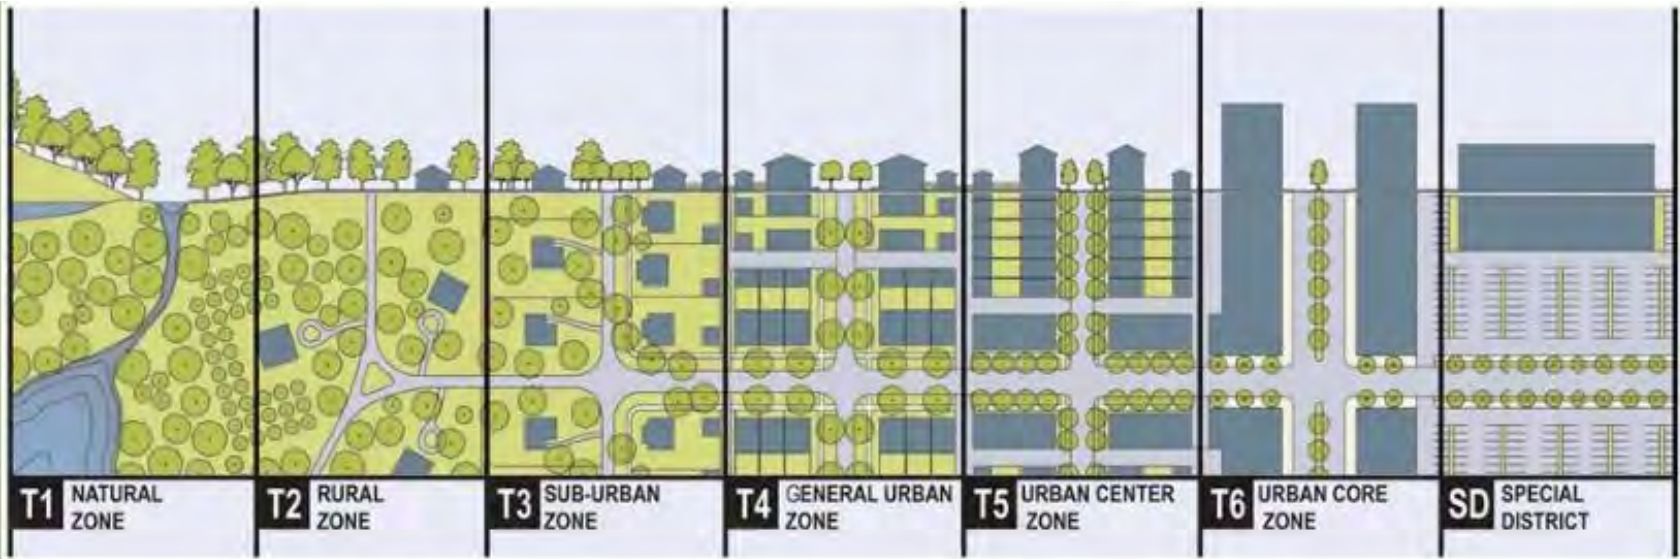 T1 NATURAL
ZONE
T2 RURAL
ZONE
T3 SUB-URBAN
ZONE
T4 GENERAL URBAN
ZONE
T5 URBAN CENTER
ZONE
T6 URBAN CORE
ZONE
SD SPECIAL
DISTRICT